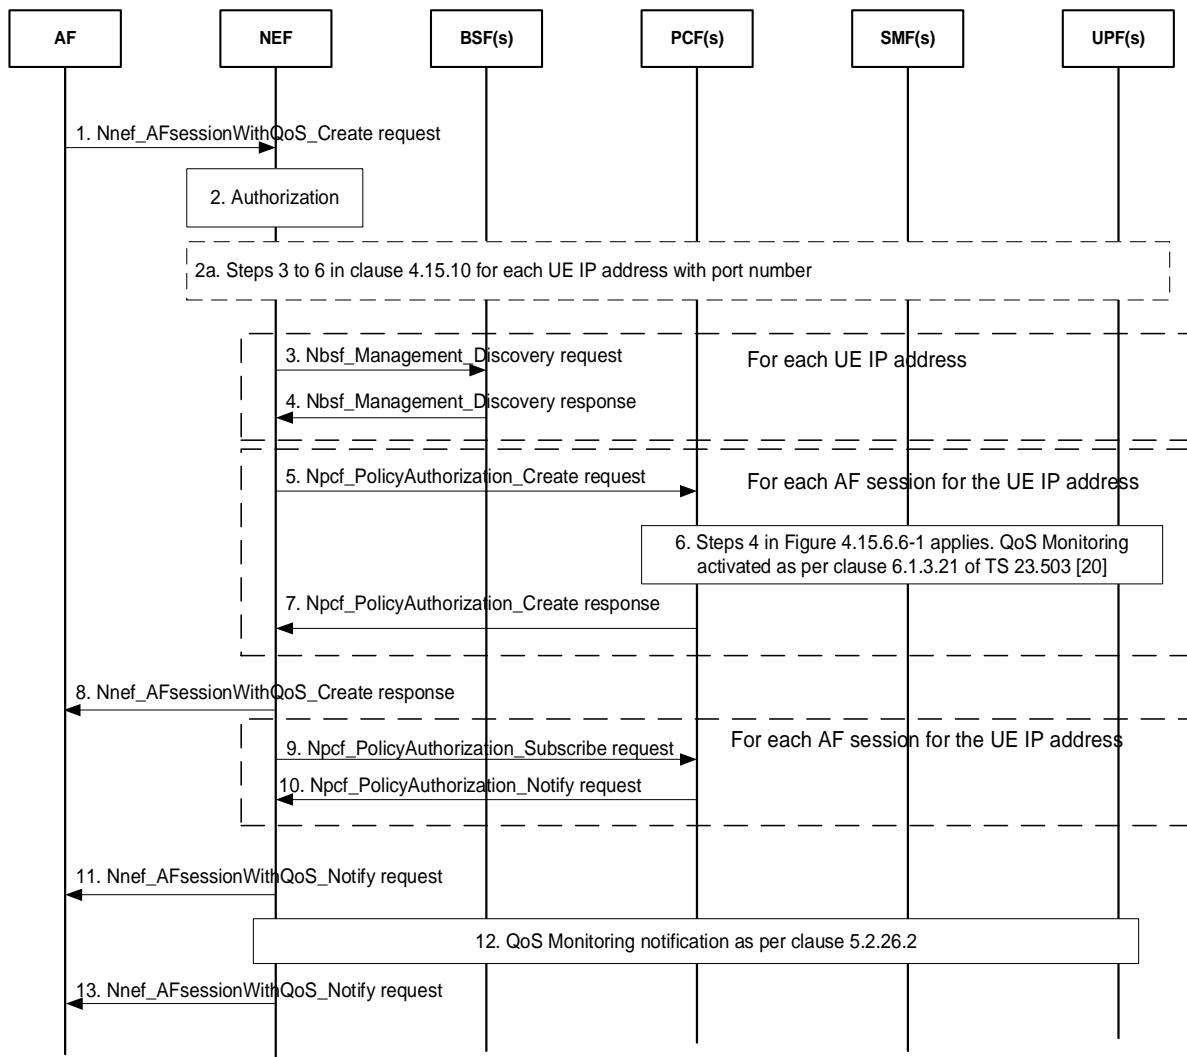 AF
NEF
BSF(s)
PCF(s)
SMF(s)
UPF(s)
1. Nnef_AFsessionWithQoS_Create request
2. Authorization
2a. Steps 3 to 6 in clause 4.15.10 for each UE IP address with port number
3. Nbsf_Management_Discovery request
For each UE IP address
4. Nbsf_Management_Discovery response
5. Npcf_PolicyAuthorization_Create request
For each AF session for the UE IP address
6. Steps 4 in Figure 4.15.6.6-1 applies. QoS Monitoring
activated as per clause 6.1.3.21 of TS 23.503 [20]
7. Npcf_PolicyAuthorization_Create response
8. Nnef_AFsessionWithQoS_Create response
For each AF session for the UE IP address
9. Npcf_PolicyAuthorization_Subscribe request
10. Npcf_PolicyAuthorization_Notify request
11. Nnef_AFsessionWithQoS_Notify request
12. QoS Monitoring notification as per clause 5.2.26.2
13. Nnef_AFsessionWithQoS_Notify request